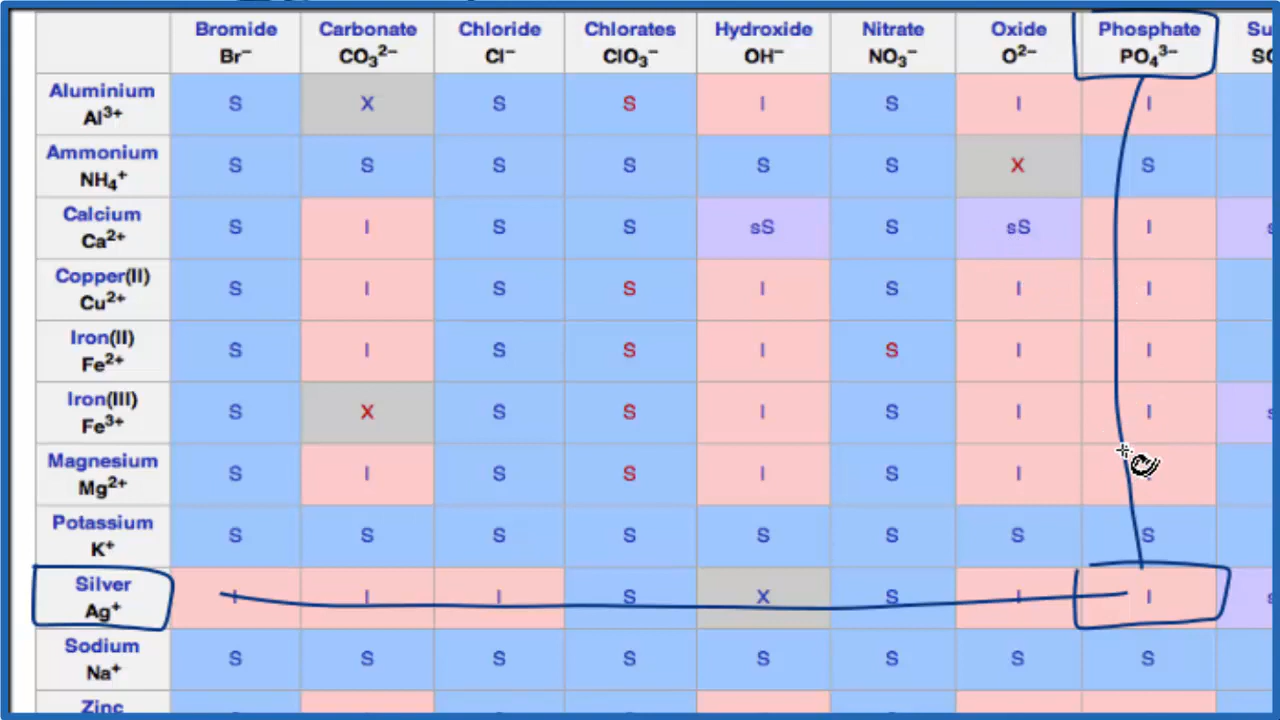 Bromide Carbonate Chloride Chlorates Hydroxide Nitrate Oxide Phosphate Su
Br⁻ CO₃²⁻ Cl⁻ ClO₃⁻ OH⁻ NO₃⁻ O²⁻ PO₄³⁻
Aluminium
Al³⁺ S X S S I S I I
Ammonium
NH₄⁺ S S S S S S X S
Calcium
Ca²⁺ S I S S sS S sS I
Copper(II)
Cu²⁺ S I S S I S I I
Iron(II)
Fe²⁺ S I S S I S I I
Iron(III)
Fe³⁺ S X S S I S I I
Magnesium
Mg²⁺ S I S S I S I
Potassium
K⁺ S S S S S S S S
Silver
Ag⁺ I I I S X S I I
Sodium
Na⁺ S S S S S S S S
Zinc